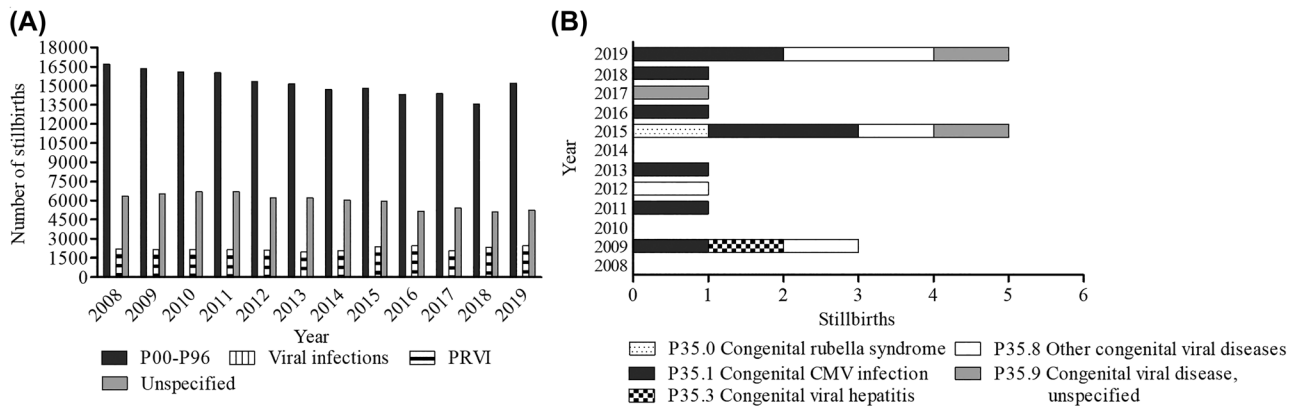 (A)
Number of stillbirths
18000
16500
15000
13500
12000
10500
9000
7500
6000
4500
3000
1500
0
2008 2009 2010 2011 2012 2013 2014 2015 2016 2017 2018 2019
Year
P00-P96 Viral infections PRVI
Unspecified
(B)
Year
2019
2018
2017
2016
2015
2014
2013
2012
2011
2010
2009
2008
0 1 2 3 4 5 6
Stillbirths
P35.0 Congenital rubella syndrome
P35.1 Congenital CMV infection
P35.3 Congenital viral hepatitis
P35.8 Other congenital viral diseases
P35.9 Congenital viral disease,
unspecified